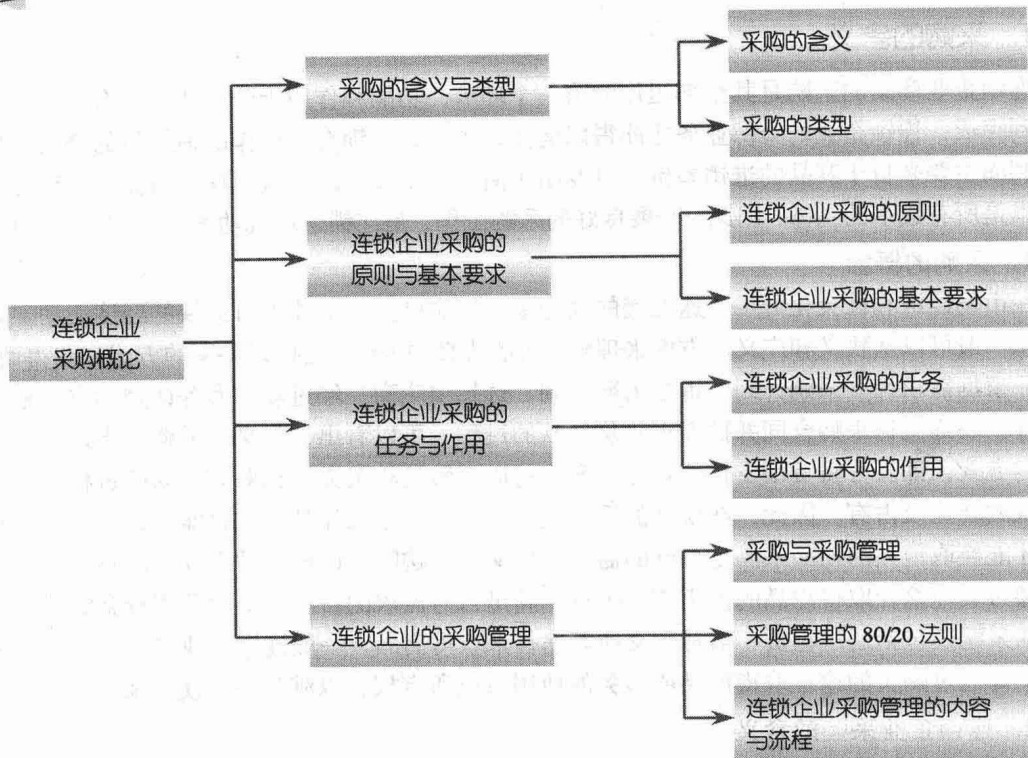 连锁企业
采购概论
采购的含义与类型
采购的含义
采购的类型
连锁企业采购的
原则与基本要求
连锁企业采购的原则
连锁企业采购的基本要求
连锁企业采购的
任务与作用
连锁企业采购的任务
连锁企业采购的作用
连锁企业的采购管理
采购与采购管理
采购管理的 80/20 法则
连锁企业采购管理的内容
与流程